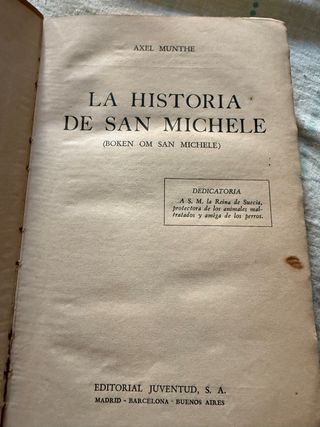 AXEL MUNTHE
LA HISTORIA
DE SAN MICHELE
(BOKEN OM SAN MICHELE)
DEDICATORIA
A S. M. la Reina de Suecia,
protectora de los animales mal-
tratados y amiga de los perros.
EDITORIAL JUVENTUD, S. A.
MADRID - BARCELONA - BUENOS AIRES